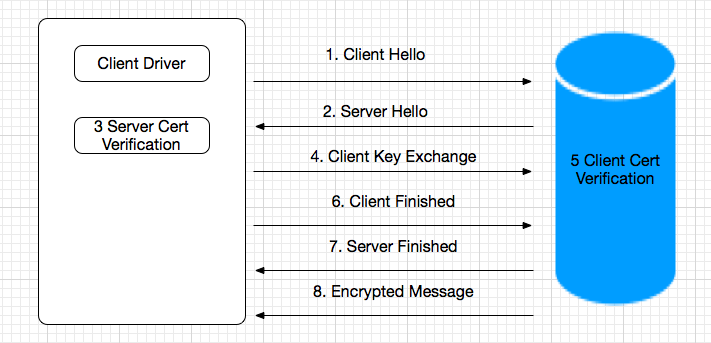 Client Driver
3 Server Cert
Verification
1. Client Hello
2. Server Hello
4. Client Key Exchange
6. Client Finished
7. Server Finished
8. Encrypted Message
5 Client Cert
Verification